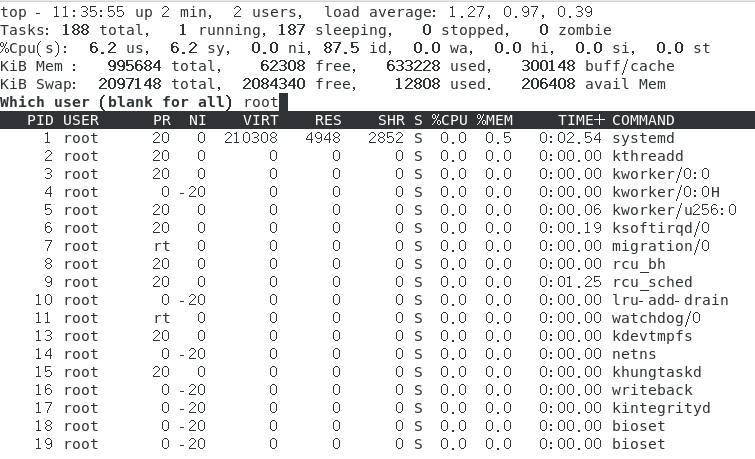 top - 11:35:55 up 2 min,  2 users,  load average: 1.27, 0.97, 0.39
Tasks: 188 total,   1 running, 187 sleeping,   0 stopped,   0 zombie
%Cpu(s):  6.2 us,  6.2 sy,  0.0 ni, 87.5 id,  0.0 wa,  0.0 hi,  0.0 si,  0.0 st
KiB Mem :   995684 total,    62308 free,   633228 used,   300148 buff/cache
KiB Swap:  2097148 total,  2084340 free,    12808 used.   206408 avail Mem
Which user (blank for all) root
PID USER      PR  NI    VIRT    RES    SHR S %CPU %MEM     TIME+ COMMAND
1 root      20   0  210308   4948   2852 S  0.0  0.5   0:02.54 systemd
2 root      20   0       0      0      0 S  0.0  0.0   0:00.00 kthreadd
3 root      20   0       0      0      0 S  0.0  0.0   0:00.00 kworker/0:0
4 root       0 -20       0      0      0 S  0.0  0.0   0:00.00 kworker/0:0H
5 root      20   0       0      0      0 S  0.0  0.0   0:00.06 kworker/u256:0
6 root      20   0       0      0      0 S  0.0  0.0   0:00.19 ksoftirqd/0
7 root      rt   0       0      0      0 S  0.0  0.0   0:00.00 migration/0
8 root      20   0       0      0      0 S  0.0  0.0   0:00.00 rcu_bh
9 root      20   0       0      0      0 S  0.0  0.0   0:01.25 rcu_sched
10 root       0 -20       0      0      0 S  0.0  0.0   0:00.00 lru-add-drain
11 root      rt   0       0      0      0 S  0.0  0.0   0:00.00 watchdog/0
13 root      20   0       0      0      0 S  0.0  0.0   0:00.00 kdevtmpfs
14 root       0 -20       0      0      0 S  0.0  0.0   0:00.00 netns
15 root      20   0       0      0      0 S  0.0  0.0   0:00.00 khungtaskd
16 root       0 -20       0      0      0 S  0.0  0.0   0:00.00 writeback
17 root       0 -20       0      0      0 S  0.0  0.0   0:00.00 kintegrityd
18 root       0 -20       0      0      0 S  0.0  0.0   0:00.00 bioset
19 root       0 -20       0      0      0 S  0.0  0.0   0:00.00 bioset